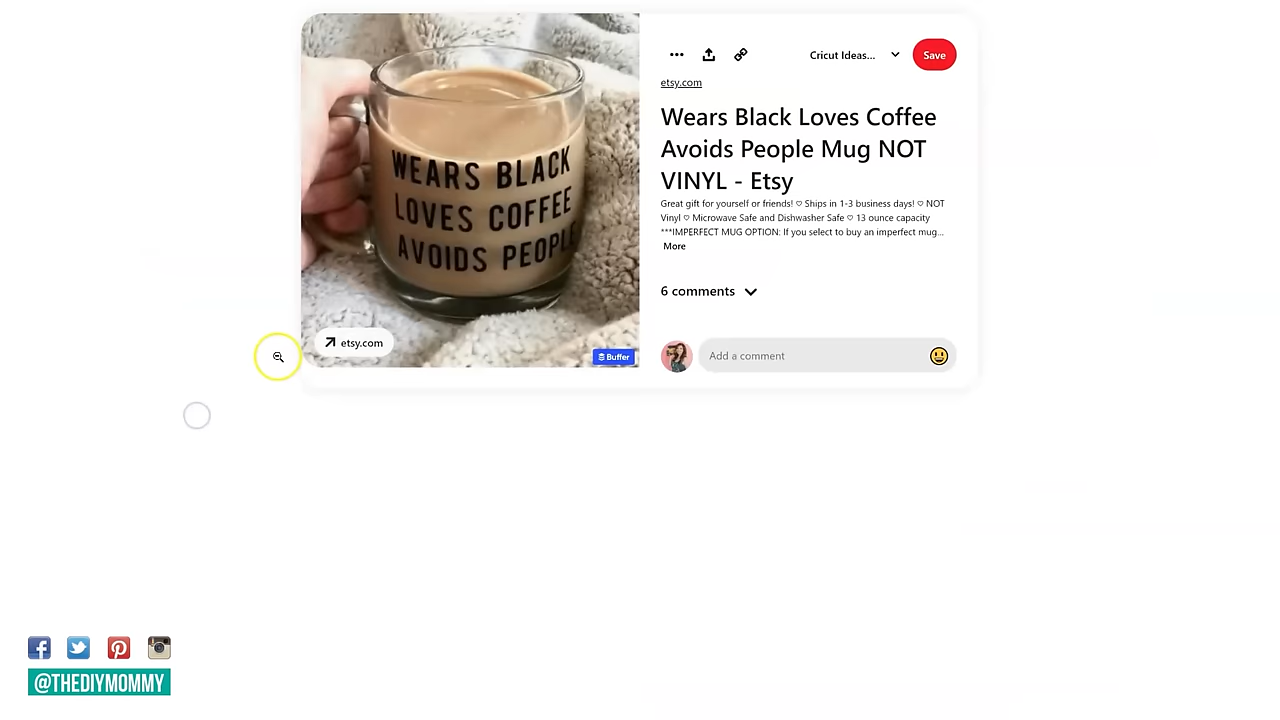 WEARS BLACK
LOVES COFFEE
AVOIDS PEOPLE
etsy.com
Buffer
Cricut Ideas...
Save
etsy.com
Wears Black Loves Coffee
Avoids People Mug NOT
VINYL - Etsy
Great gift for yourself or friends! ♡ Ships in 1-3 business days! ♡ NOT
Vinyl ♡ Microwave Safe and Dishwasher Safe ♡ 13 ounce capacity
***IMPERFECT MUG OPTION: If you select to buy an imperfect mug...
More
6 comments
Add a comment
@THEDIYMOMMY